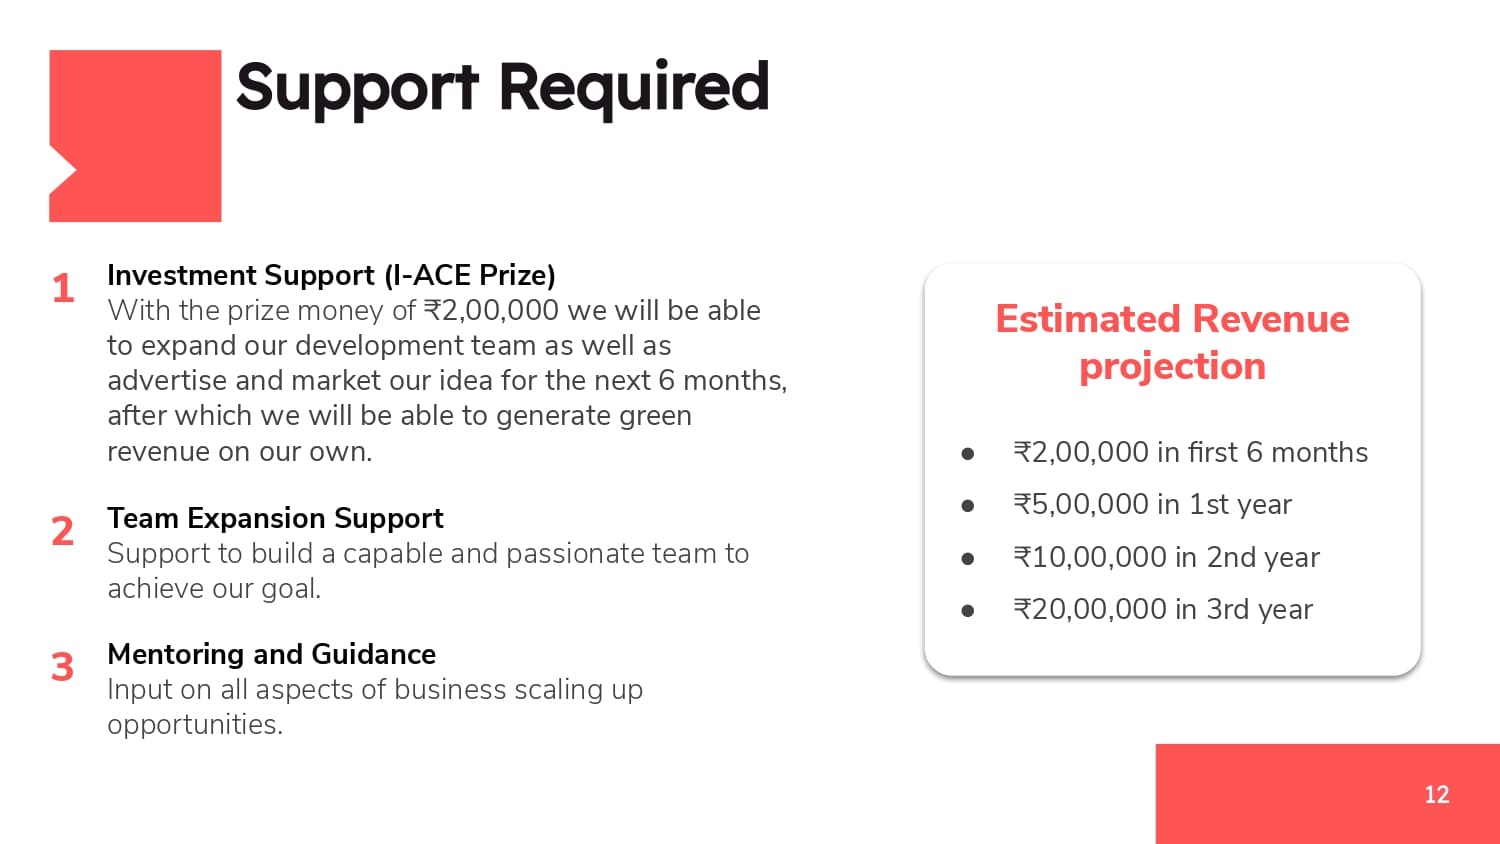 Support Required
1
Investment Support (I-ACE Prize)
With the prize money of ₹2,00,000 we will be able
to expand our development team as well as
advertise and market our idea for the next 6 months,
after which we will be able to generate green
revenue on our own.
2
Team Expansion Support
Support to build a capable and passionate team to
achieve our goal.
3
Mentoring and Guidance
Input on all aspects of business scaling up
opportunities.
Estimated Revenue
projection
● ₹2,00,000 in first 6 months
● ₹5,00,000 in 1st year
● ₹10,00,000 in 2nd year
● ₹20,00,000 in 3rd year
12